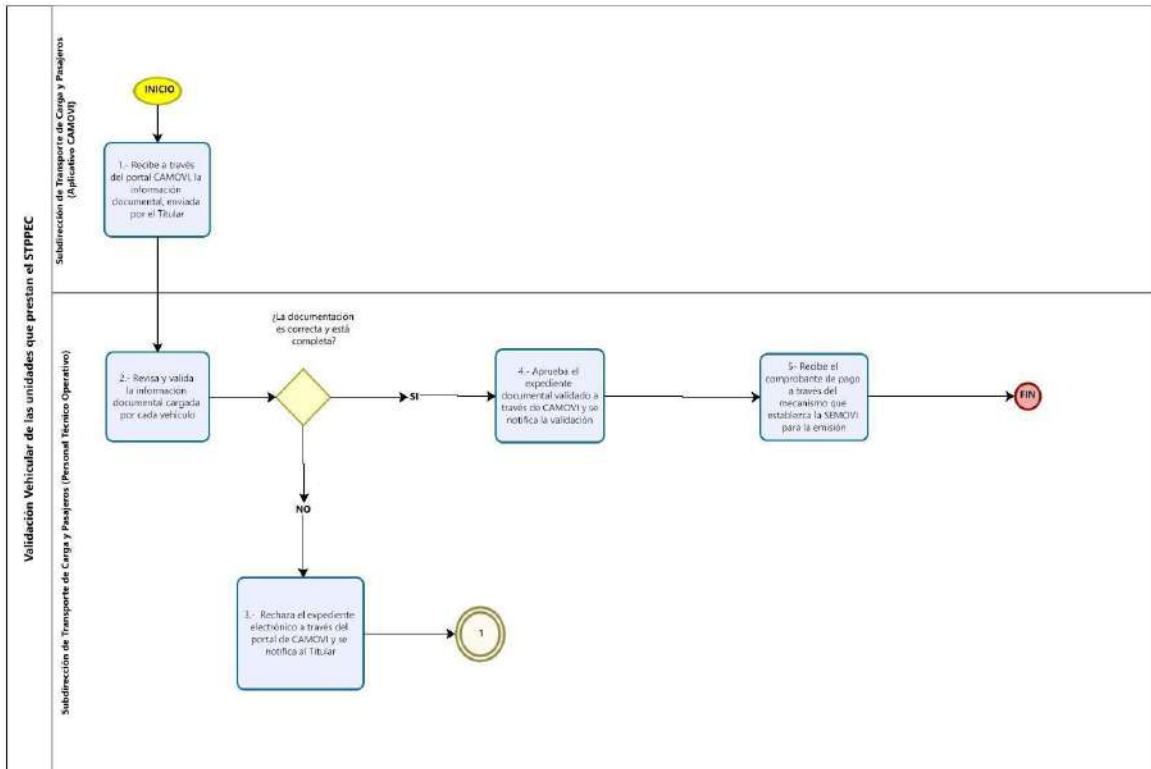 Validación Vehicular de las unidades que prestan el STPPEC
Subdirección de Transporte de Carga y Pasajeros
(Aplicativo CAMOVI)
INICIO
1.- Recibe a través
del portal CAMOVI, la
información
documental, enviada
por el Titular
Subdirección de Transporte de Carga y Pasajeros (Personal Técnico Operativo)
2.- Revisa y valida
la información
documental cargada
por cada vehículo
¿La documentación
es correcta y está
completa?
SI
4.- Aprueba el
expediente
documental validado a
través de CAMOVI y se
notifica la validación
5- Recibe el
comprobante de pago a
través del
mecanismo que
establezca la SEMOVI
para la emisión
FIN
NO
3.- Rechaza el expediente
electrónico a través del
portal de CAMOVI y se
notifica al Titular
1